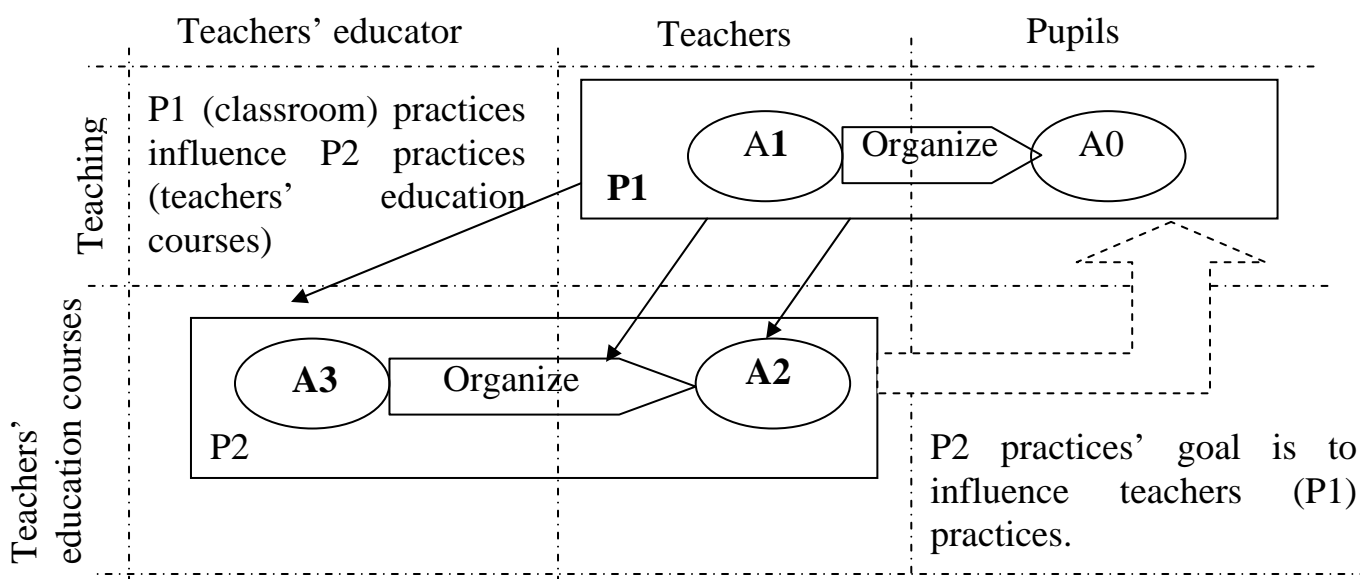 Teachers’ educator
Teachers
Pupils
Teaching
P1 (classroom) practices
influence P2 practices
(teachers’ education
courses)
P1
A1
Organize
A0
Teachers’
education courses
A3
Organize
A2
P2
P2 practices’ goal is to
influence teachers (P1)
practices.